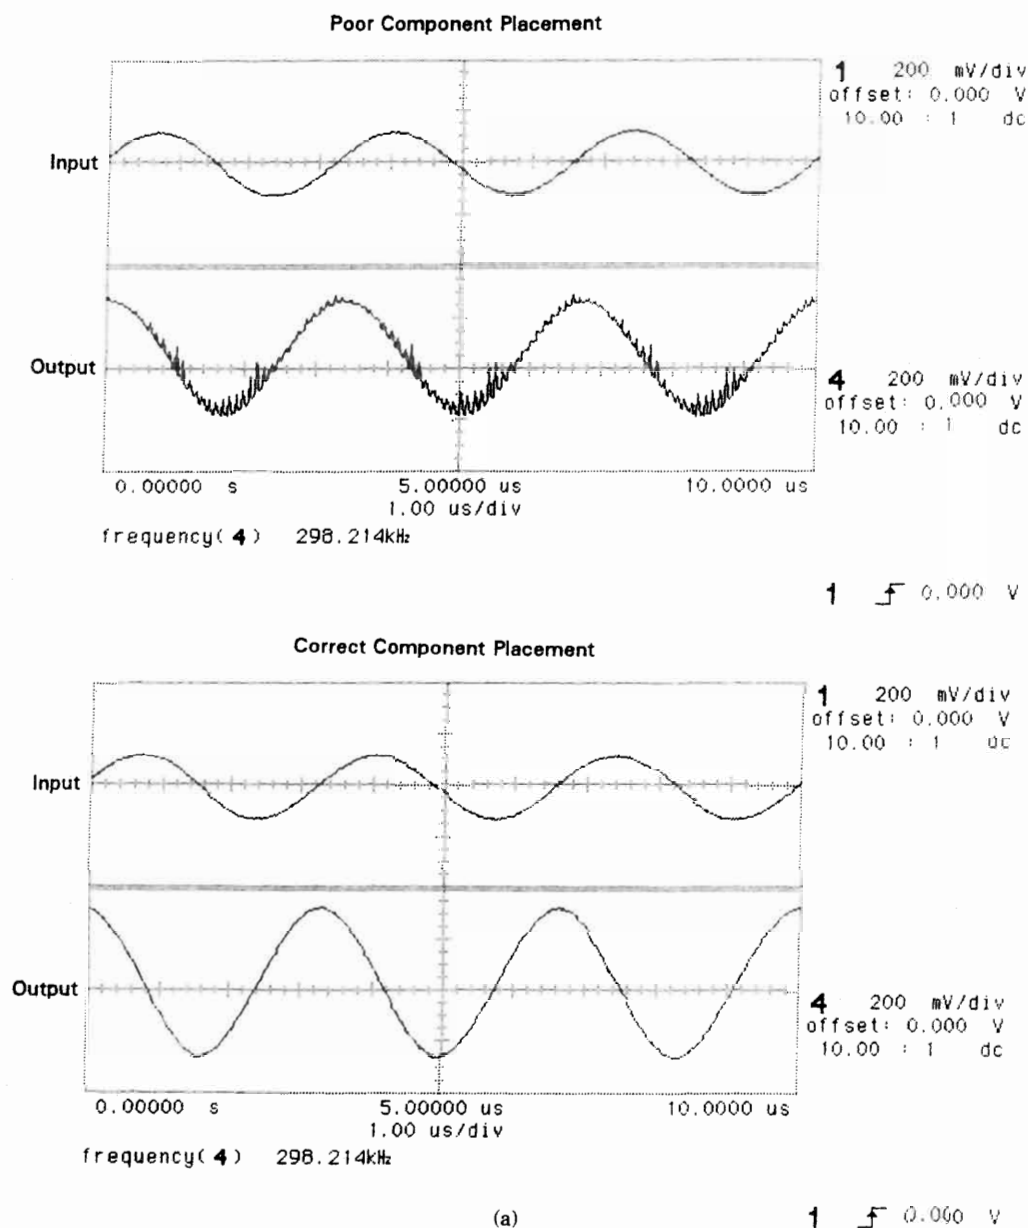 Poor Component Placement
1 200 mV/div
offset: 0.000 V
10.00 : 1 dc
Input
Output
4 200 mV/div
offset: 0.000 V
10.00 : 1 dc
0.00000 s 5.00000 us 10.0000 us
1.00 us/div
frequency(4) 298.214kHz
1 0.000 V
Correct Component Placement
1 200 mV/div
offset: 0.000 V
10.00 : 1 dc
Input
Output
4 200 mV/div
offset: 0.000 V
10.00 : 1 dc
0.00000 s 5.00000 us 10.0000 us
1.00 us/div
frequency(4) 298.214kHz
(a)
1 0.000 V